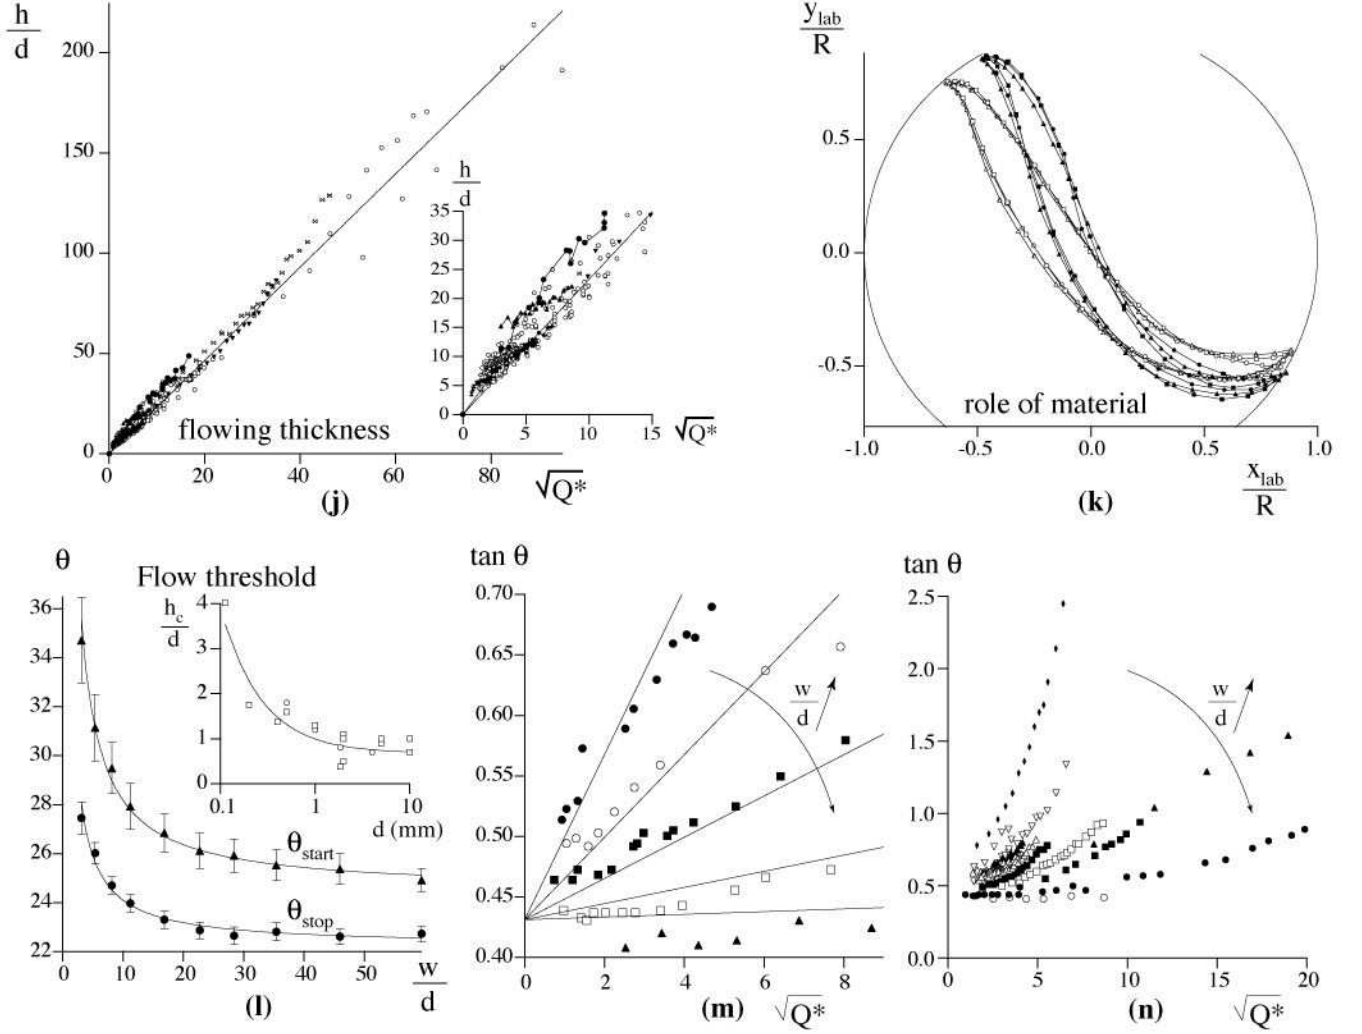 h
d
200
150
100
50
0
0 20 40 60 80
√Q*
flowing thickness
h
d
35
30
25
20
15
10
5
0
0 5 10 15
√Q*
(j)
y_lab
R
0.5
0.0
-0.5
role of material
-1.0 -0.5 0.0 0.5 1.0
x_lab
R
(k)
θ
Flow threshold
36
34
32
30
28
26
24
22
h_c
d
4
3
2
1
0
0.1 1 10
d (mm)
θ_start
θ_stop
0 10 20 30 40 50
w
d
(l)
tan θ
0.70
0.65
0.60
0.55
0.50
0.45
0.40
w
d
0 2 4 6 8
(m) √Q*
tan θ
2.5
2.0
1.5
1.0
0.5
0.0
w
d
0 5 10 15 20
(n) √Q*